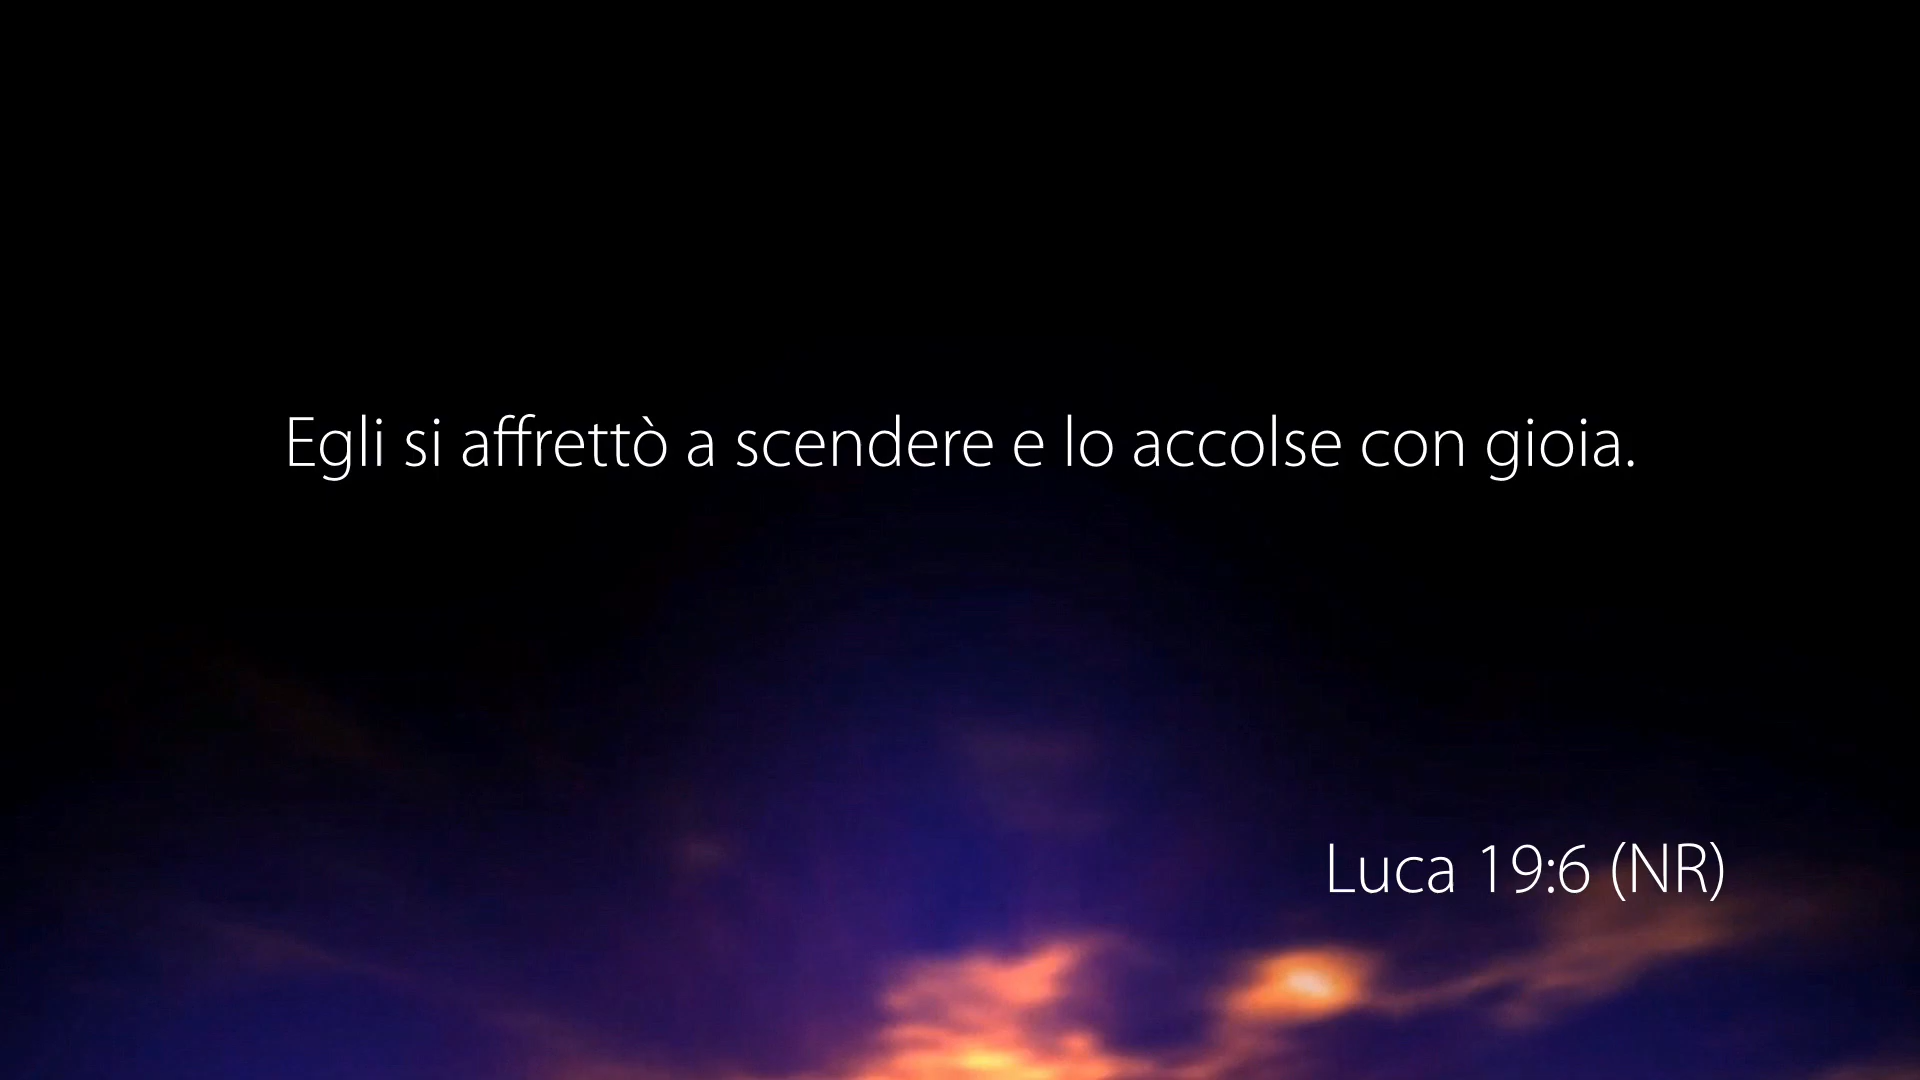 Egli si affrettò a scendere e lo accolse con gioia.
Luca 19:6 (NR)